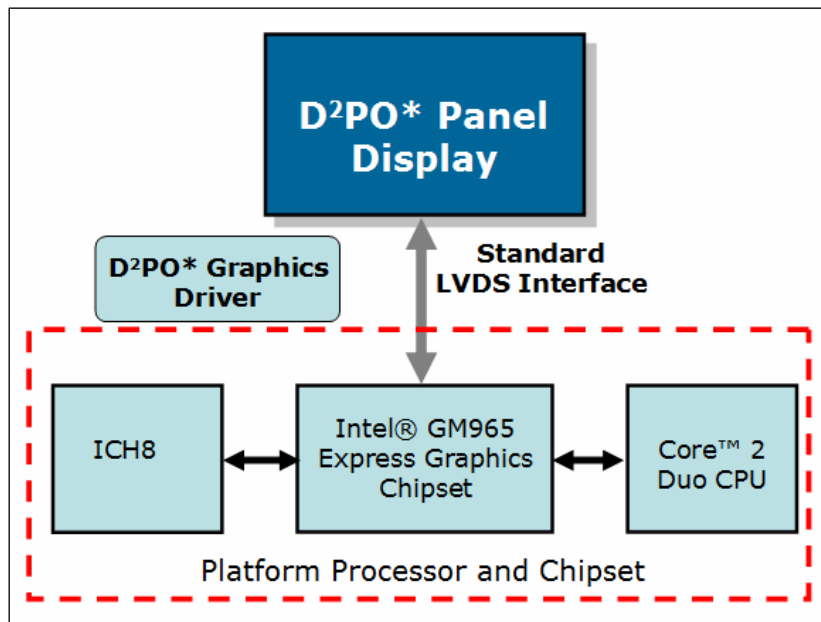 D²PO* Panel
Display
D²PO* Graphics
Driver
Standard
LVDS Interface
ICH8
Intel® GM965
Express Graphics
Chipset
Core™ 2
Duo CPU
Platform Processor and Chipset